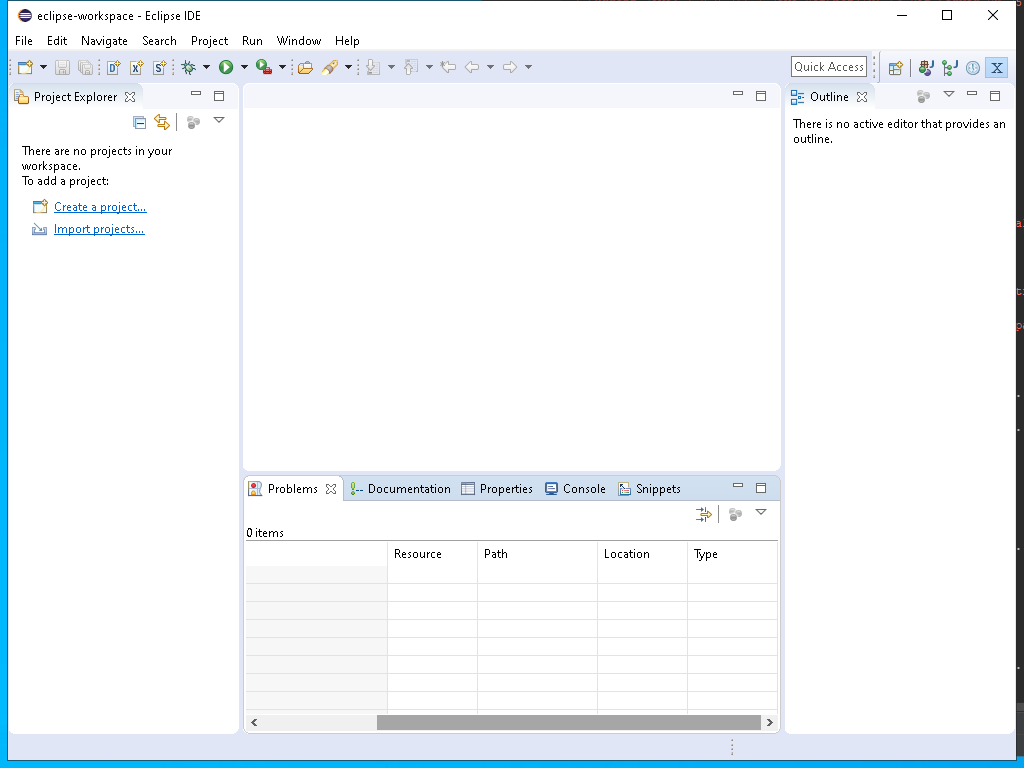 eclipse-workspace - Eclipse IDE
File Edit Navigate Search Project Run Window Help
Quick Access
Project Explorer
There are no projects in your
workspace.
To add a project:
Create a project...
Import projects...
Outline
There is no active editor that provides an
outline.
Problems Documentation Properties Console Snippets
0 items
Resource Path Location Type